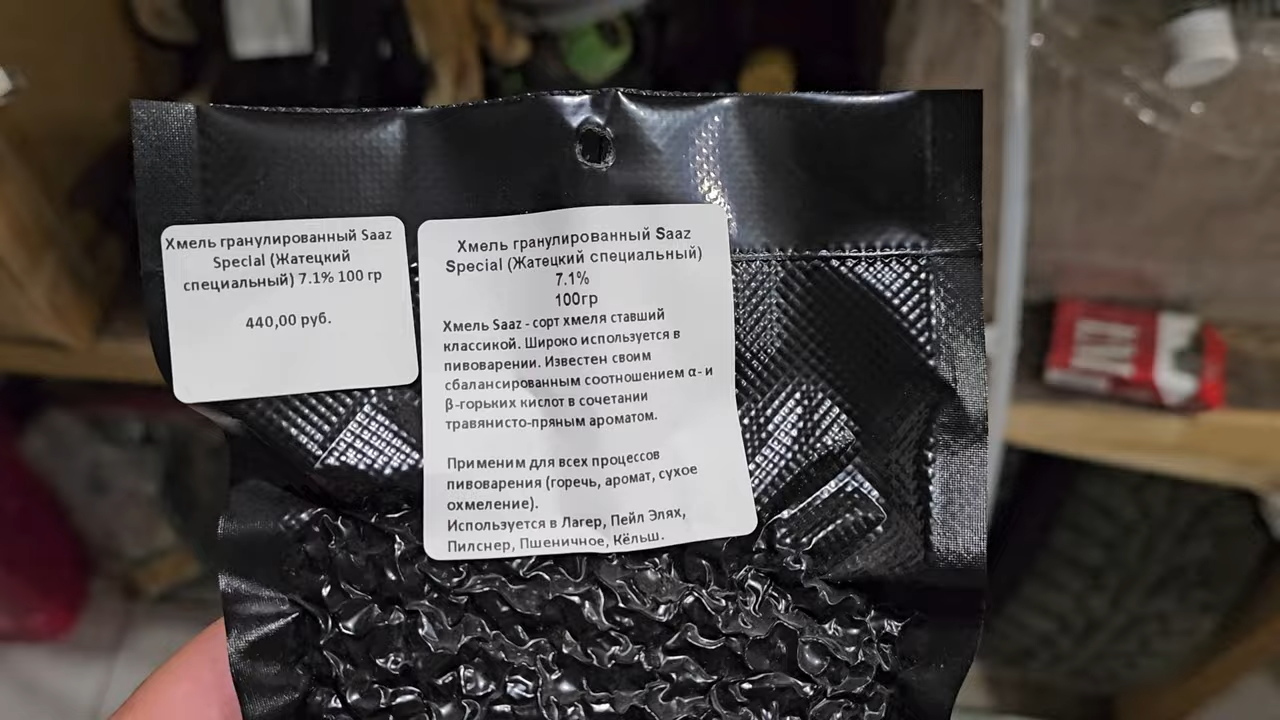 Хмель гранулированный Saaz
Special (Жатецкий
специальный) 7.1% 100 гр
440,00 руб.
Хмель гранулированный Saaz
Special (Жатецкий специальный)
7.1%
100гр
Хмель Saaz - сорт хмеля ставший
классикой. Широко используется в
пивоварении. Известен своим
сбалансированным соотношением α- и
β-горьких кислот в сочетании
травянисто-пряным ароматом.
Применим для всех процессов
пивоварения (горечь, аромат, сухое
охмеление).
Используется в Лагер, Пейл Элях,
Пилснер, Пшеничное, Кёльш.